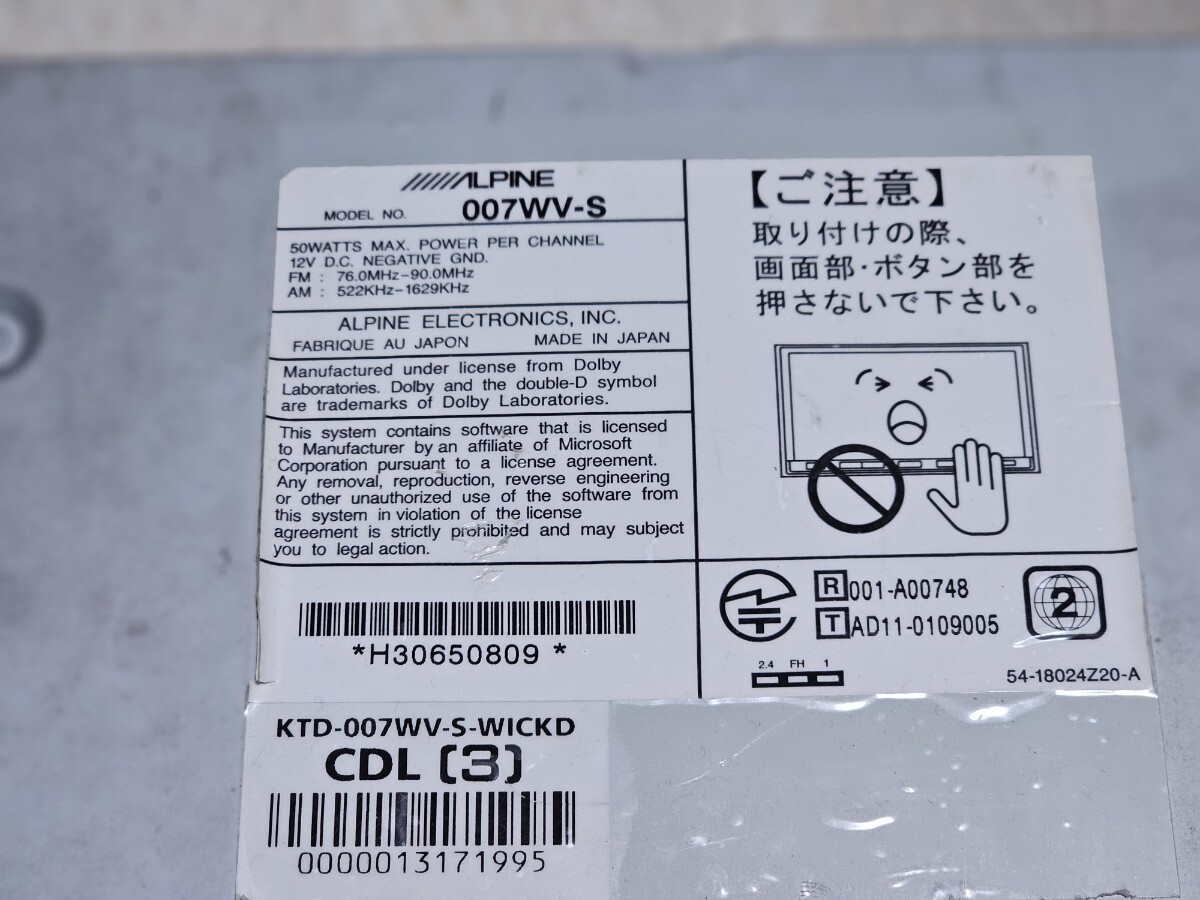 ALPINE
MODEL NO. 007WV-S
50WATTS MAX. POWER PER CHANNEL
12V D.C. NEGATIVE GND.
FM : 76.0MHz-90.0MHz
AM : 522KHz-1629KHz
ALPINE ELECTRONICS, INC.
FABRIQUE AU JAPON MADE IN JAPAN
Manufactured under license from Dolby
Laboratories. Dolby and the double-D symbol
are trademarks of Dolby Laboratories.
This system contains software that is licensed
to Manufacturer by an affiliate of Microsoft
Corporation pursuant to a license agreement.
Any removal, reproduction, reverse engineering
or other unauthorized use of the software from
this system in violation of the license
agreement is strictly prohibited and may subject
you to legal action.
*H30650809 *
【ご注意】
取り付けの際、
画面部・ボタン部を
押さないで下さい。
R 001-A00748
T AD11-0109005
2
2.4 FH 1
54-18024Z20-A
KTD-007WV-S-WICKD
CDL (3)
0000013171995